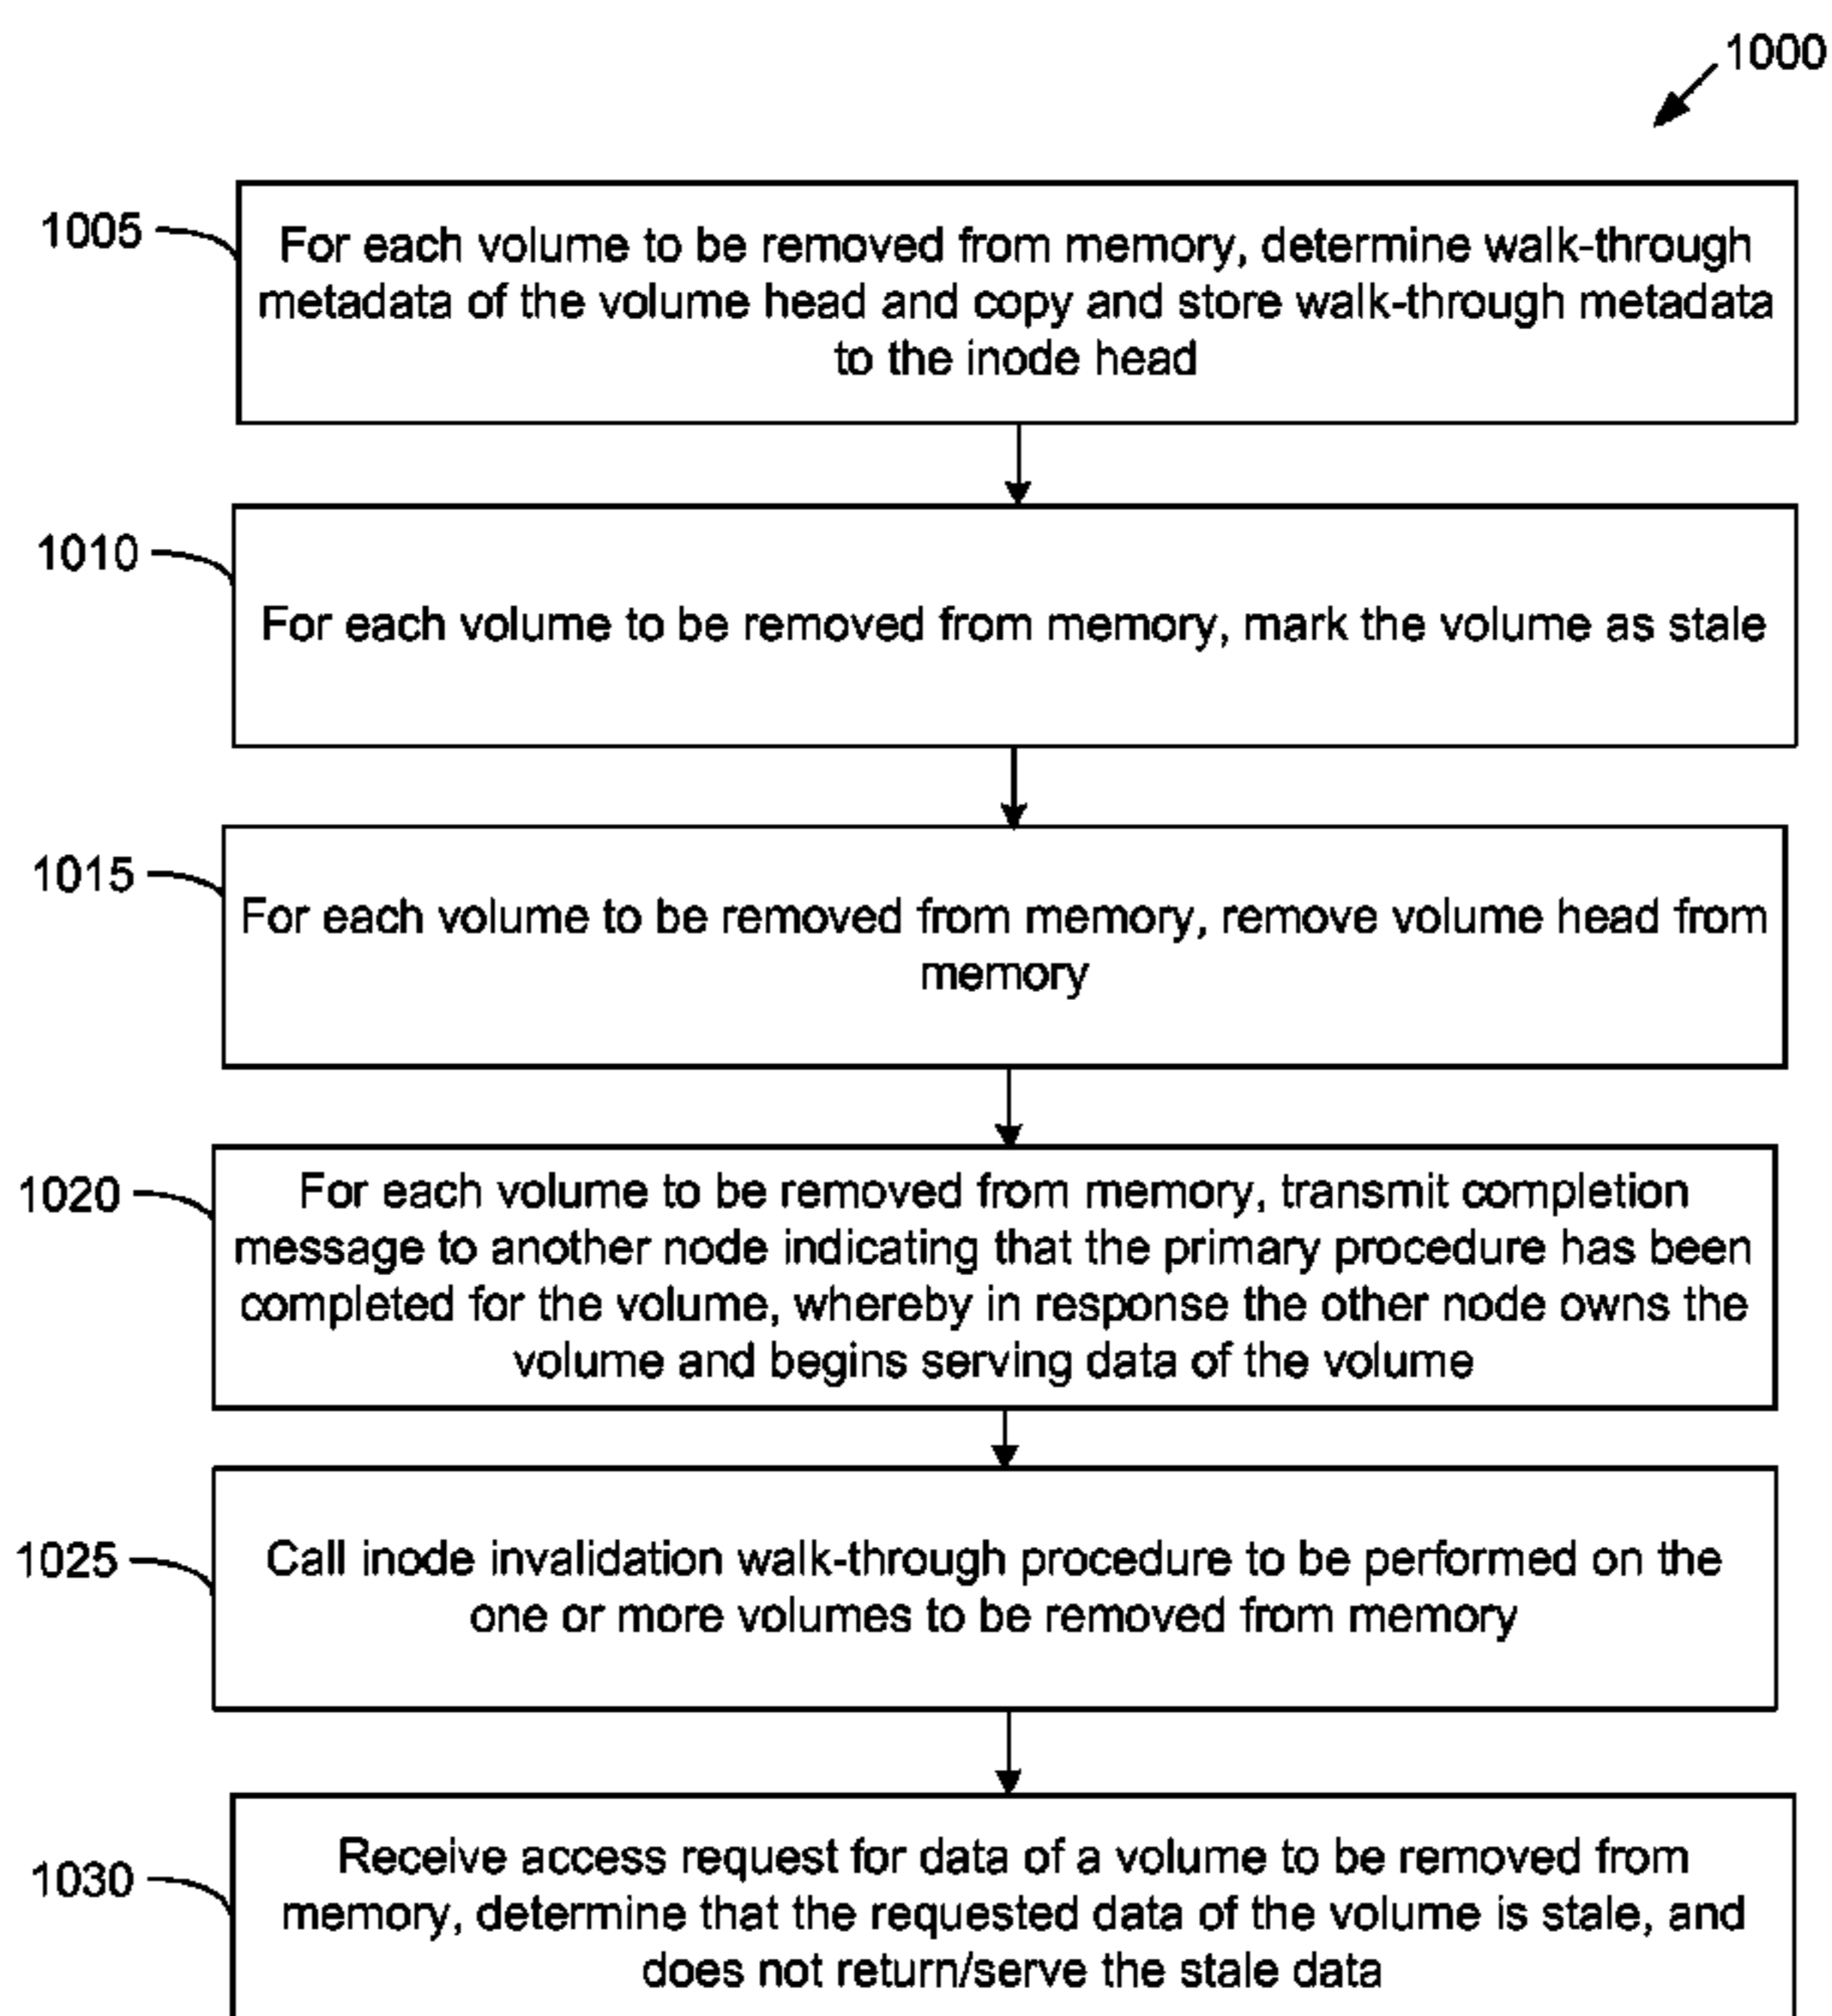 1000
1005
For each volume to be removed from memory, determine walk-through
metadata of the volume head and copy and store walk-through metadata
to the inode head
1010
For each volume to be removed from memory, mark the volume as stale
1015
For each volume to be removed from memory, remove volume head from
memory
1020
For each volume to be removed from memory, transmit completion
message to another node indicating that the primary procedure has been
completed for the volume, whereby in response the other node owns the
volume and begins serving data of the volume
1025
Call inode invalidation walk-through procedure to be performed on the
one or more volumes to be removed from memory
1030
Receive access request for data of a volume to be removed from
memory, determine that the requested data of the volume is stale, and
does not return/serve the stale data